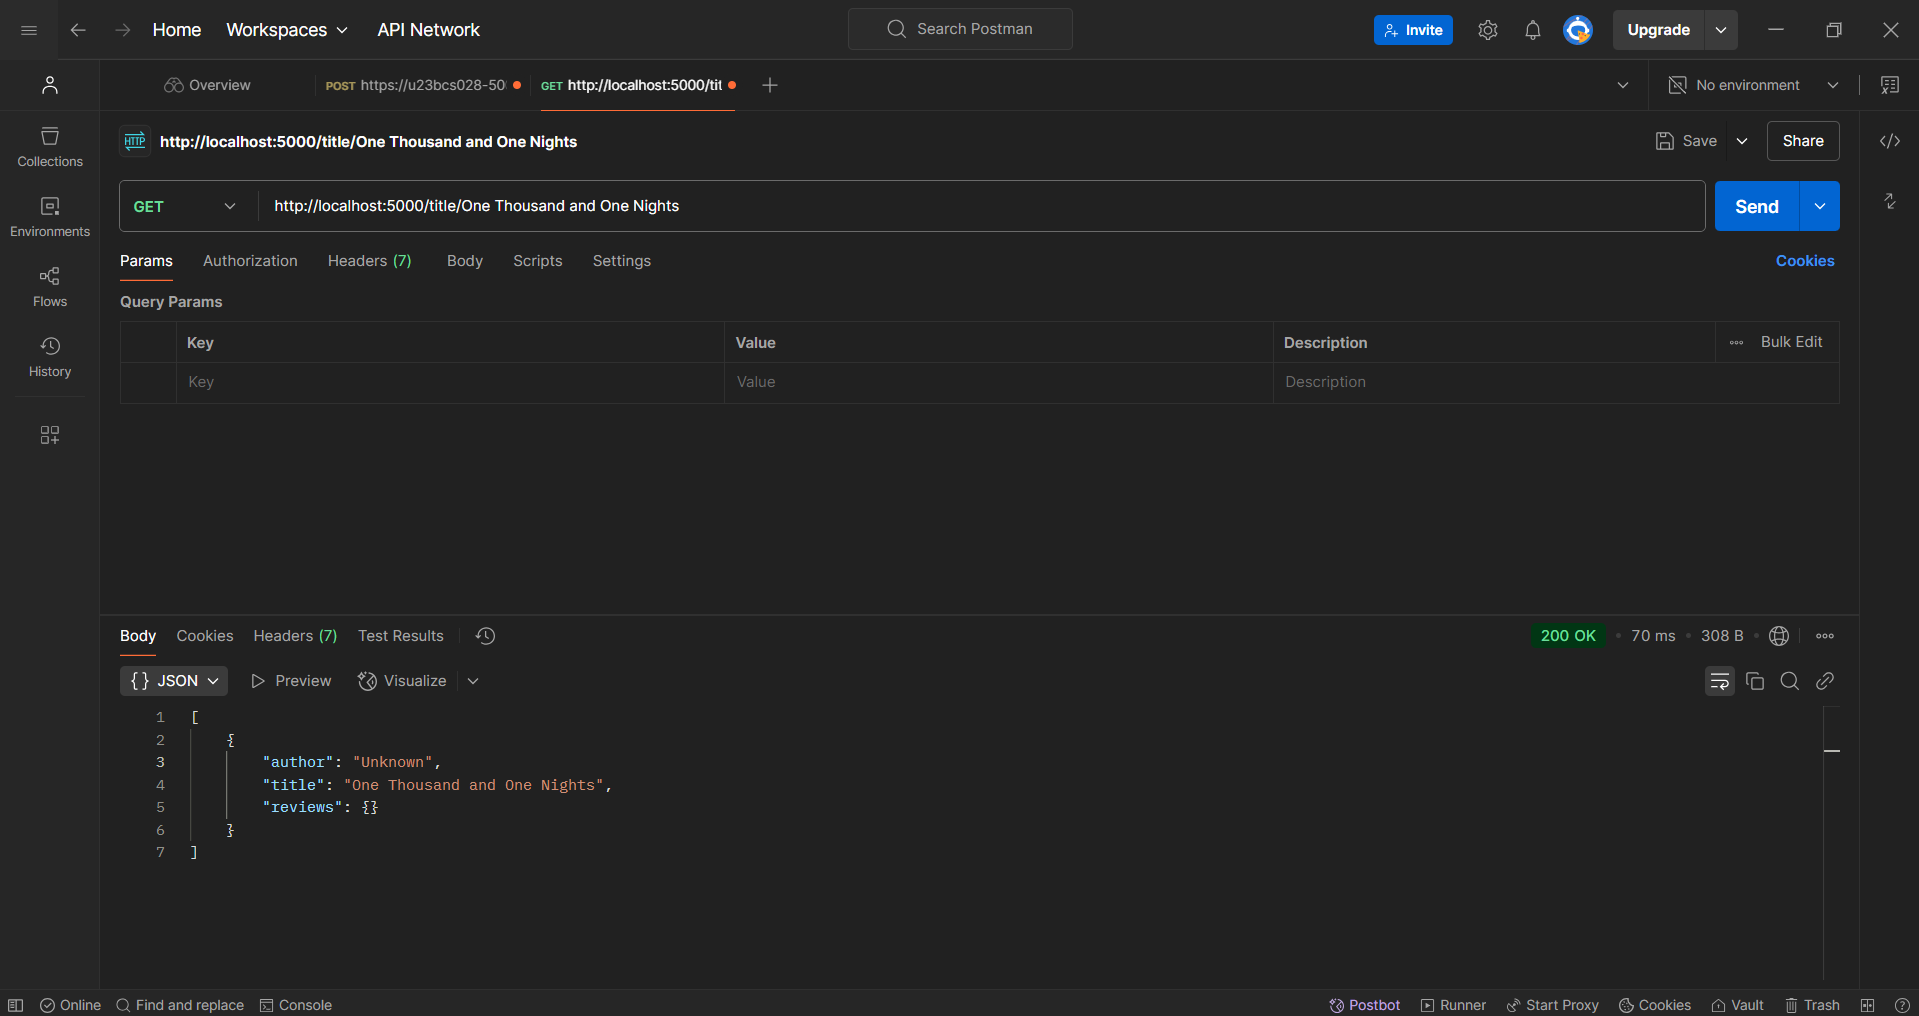 Home Workspaces API Network Search Postman Invite Upgrade
Overview POST https://u23bcs028-50 GET http://localhost:5000/tit No environment
HTTP http://localhost:5000/title/One Thousand and One Nights Save Share
Collections
GET http://localhost:5000/title/One Thousand and One Nights Send
Environments
Params Authorization Headers (7) Body Scripts Settings Cookies
Flows
Query Params
Key Value Description Bulk Edit
History
Key Value Description
Body Cookies Headers (7) Test Results 200 OK 70 ms 308 B
{} JSON Preview Visualize
1 [
2 {
3 "author": "Unknown",
4 "title": "One Thousand and One Nights",
5 "reviews": {}
6 }
7 ]
Online Find and replace Console Postbot Runner Start Proxy Cookies Vault Trash